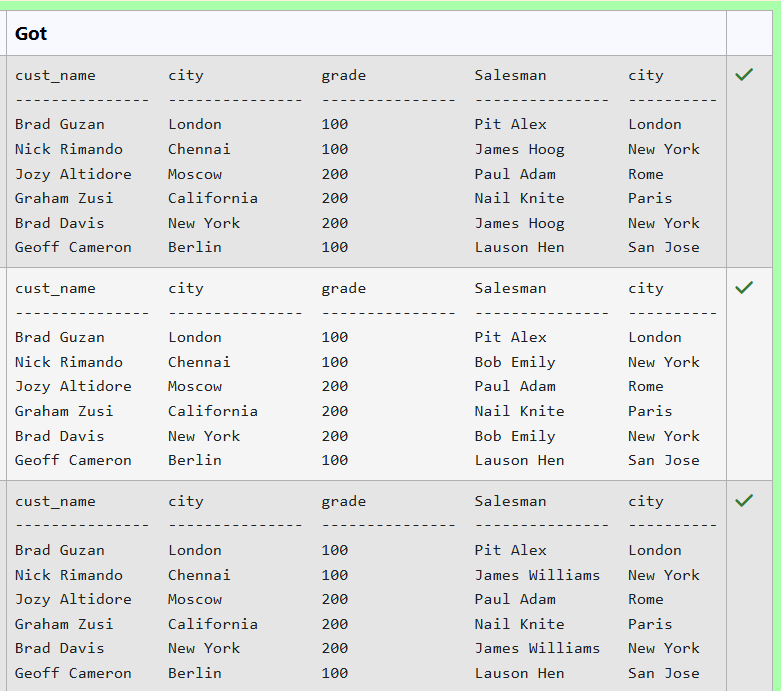 Got
cust_name city grade Salesman city
--------------- --------------- --------------- --------------- ----------
Brad Guzan London 100 Pit Alex London
Nick Rimando Chennai 100 James Hoog New York
Jozy Altidore Moscow 200 Paul Adam Rome
Graham Zusi California 200 Nail Knite Paris
Brad Davis New York 200 James Hoog New York
Geoff Cameron Berlin 100 Lauson Hen San Jose
cust_name city grade Salesman city
--------------- --------------- --------------- --------------- ----------
Brad Guzan London 100 Pit Alex London
Nick Rimando Chennai 100 Bob Emily New York
Jozy Altidore Moscow 200 Paul Adam Rome
Graham Zusi California 200 Nail Knite Paris
Brad Davis New York 200 Bob Emily New York
Geoff Cameron Berlin 100 Lauson Hen San Jose
cust_name city grade Salesman city
--------------- --------------- --------------- --------------- ----------
Brad Guzan London 100 Pit Alex London
Nick Rimando Chennai 100 James Williams New York
Jozy Altidore Moscow 200 Paul Adam Rome
Graham Zusi California 200 Nail Knite Paris
Brad Davis New York 200 James Williams New York
Geoff Cameron Berlin 100 Lauson Hen San Jose